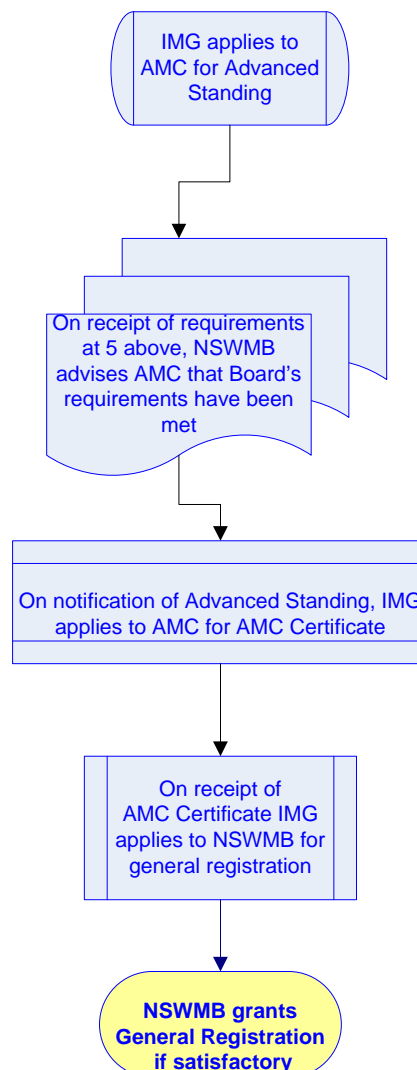 IMG applies to
AMC for Advanced
Standing
On receipt of requirements
at 5 above, NSWMB
advises AMC that Board's
requirements have been
met
On notification of Advanced Standing, IMG
applies to AMC for AMC Certificate
On receipt of
AMC Certificate IMG
applies to NSWMB for
general registration
NSWMB grants
General Registration
if satisfactory